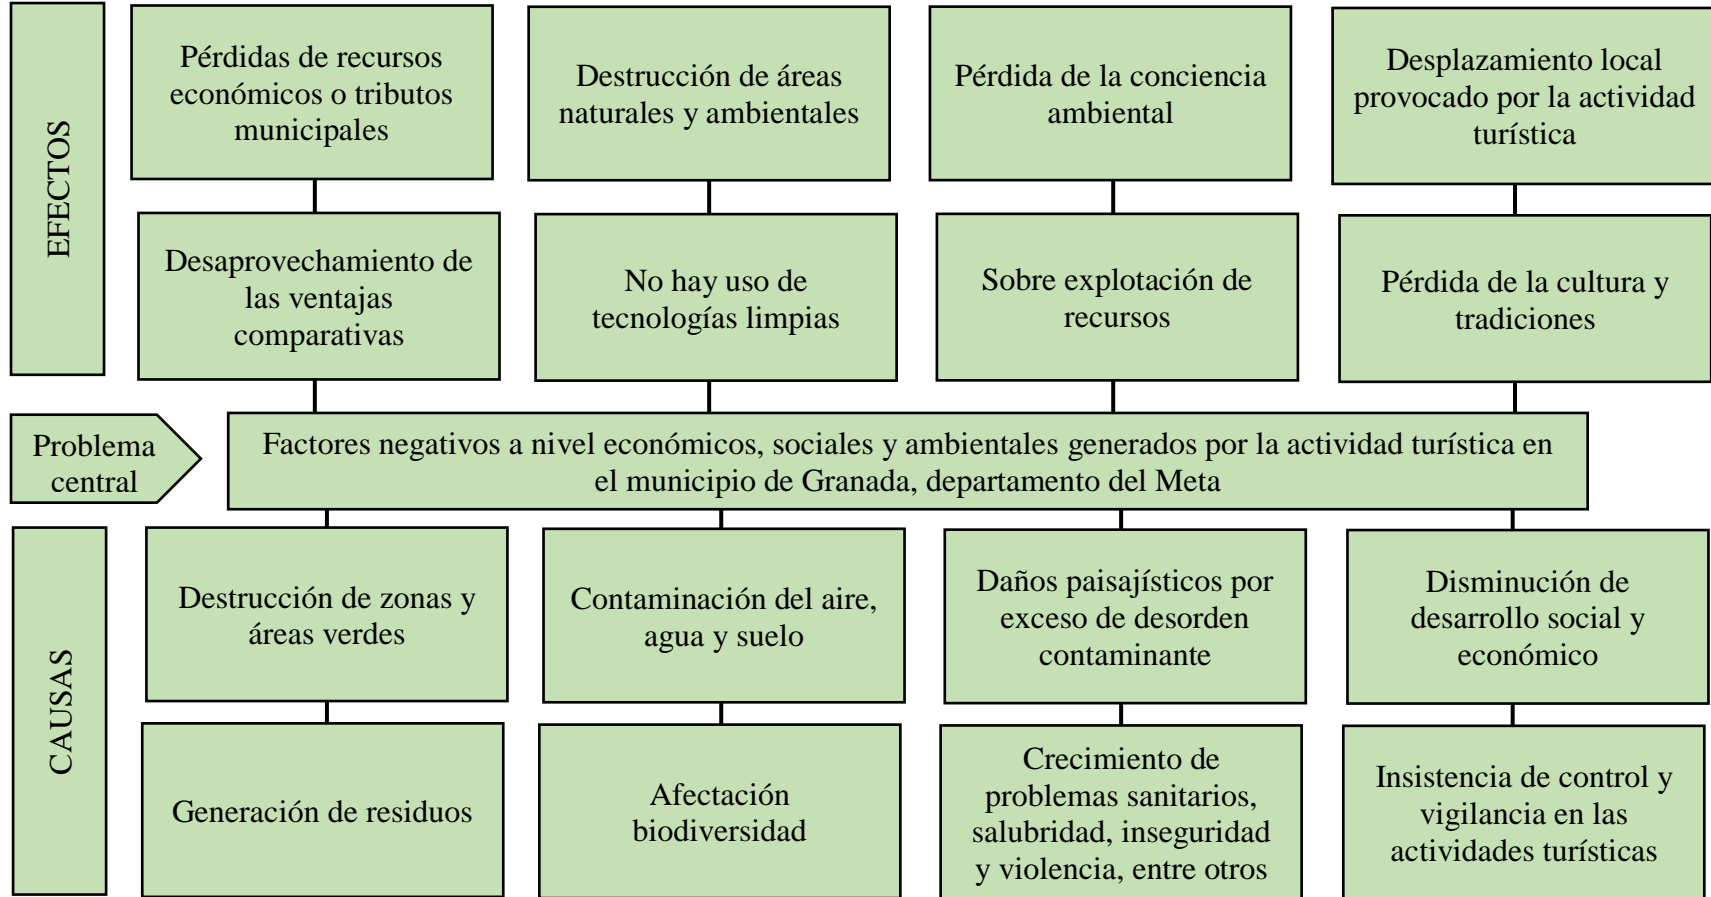 EFECTOS
Pérdidas de recursos
económicos o tributos
municipales
Destrucción de áreas
naturales y ambientales
Pérdida de la conciencia
ambiental
Desplazamiento local
provocado por la actividad
turística
Desaprovechamiento de
las ventajas
comparativas
No hay uso de
tecnologías limpias
Sobre explotación de
recursos
Pérdida de la cultura y
tradiciones
Problema
central
Factores negativos a nivel económicos, sociales y ambientales generados por la actividad turística en
el municipio de Granada, departamento del Meta
CAUSAS
Destrucción de zonas y
áreas verdes
Contaminación del aire,
agua y suelo
Daños paisajísticos por
exceso de desorden
contaminante
Disminución de
desarrollo social y
económico
Generación de residuos
Afectación
biodiversidad
Crecimiento de
problemas sanitarios,
salubridad, inseguridad
y violencia, entre otros
Insistencia de control y
vigilancia en las
actividades turísticas